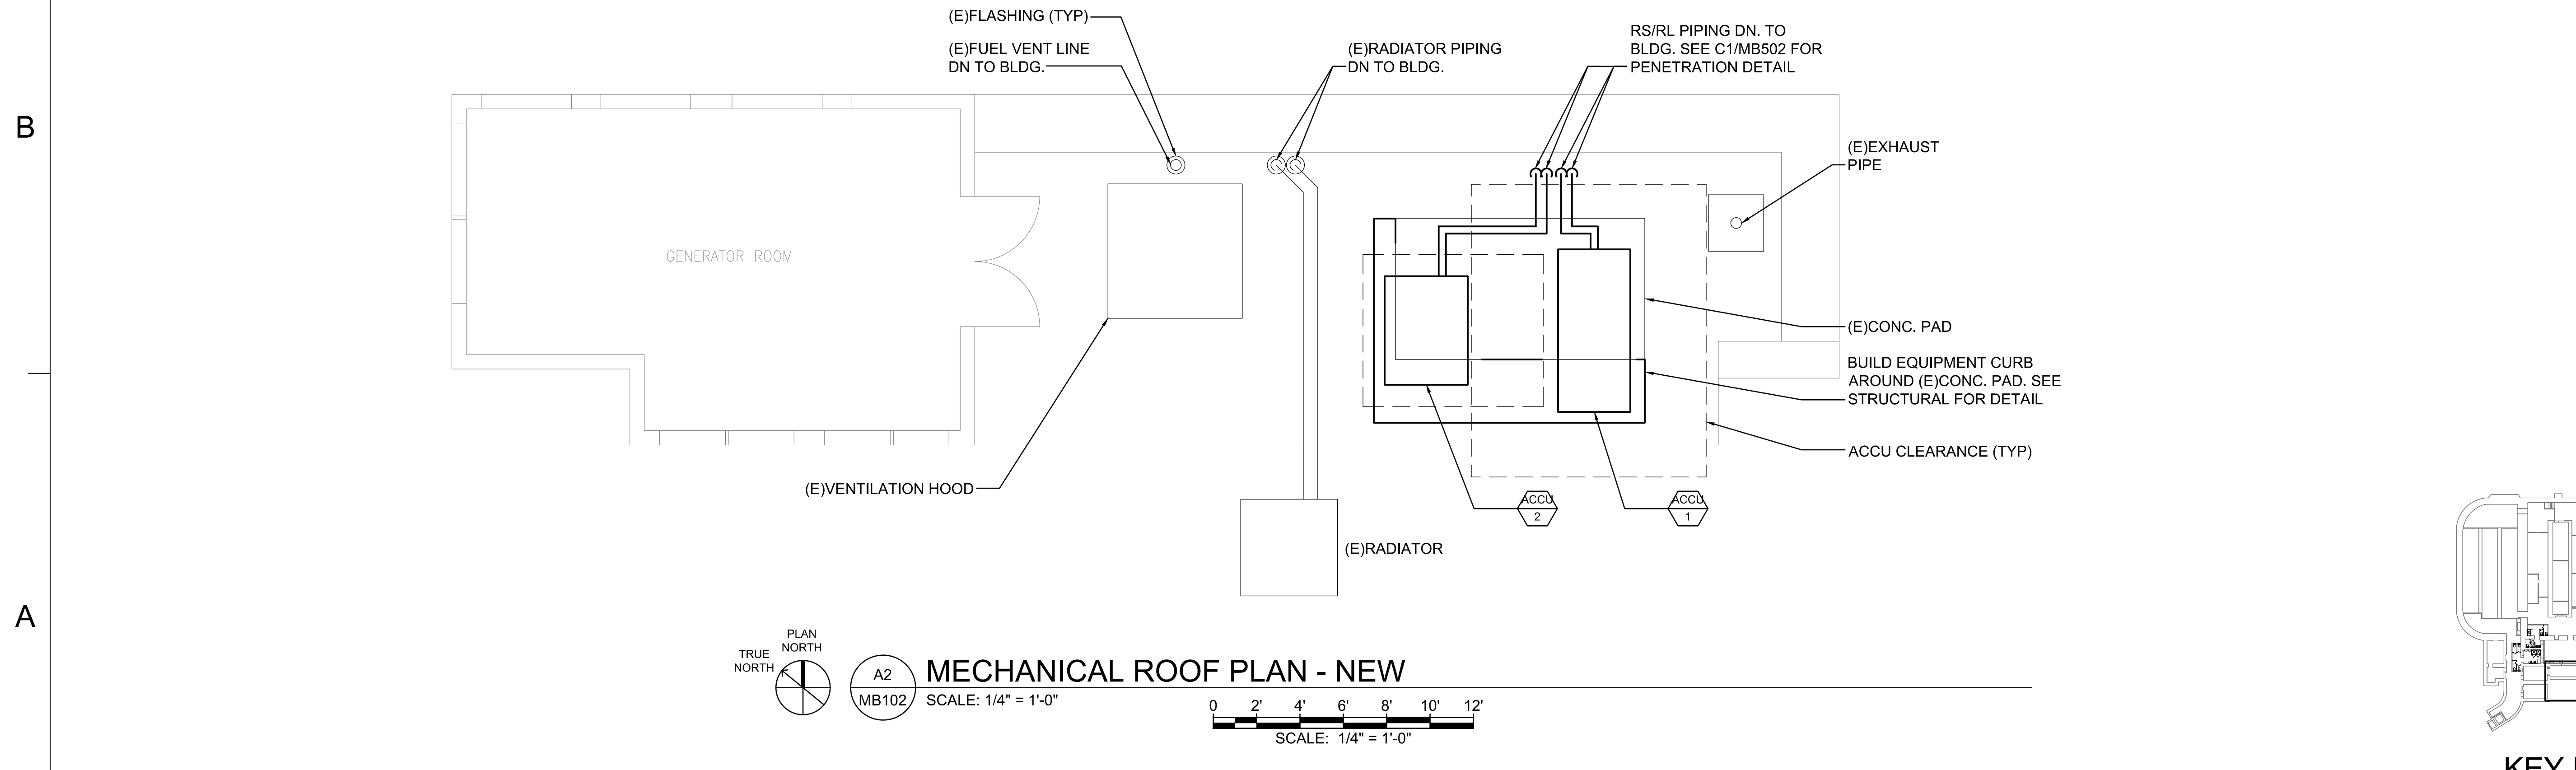 (E)FLASHING (TYP)
(E)FUEL VENT LINE
DN TO BLDG.
(E)RADIATOR PIPING
DN TO BLDG.
RS/RL PIPING DN. TO
BLDG. SEE C1/MB502 FOR
PENETRATION DETAIL
B
(E)EXHAUST
PIPE
GENERATOR ROOM
(E)CONC. PAD
BUILD EQUIPMENT CURB
AROUND (E)CONC. PAD. SEE
STRUCTURAL FOR DETAIL
ACCU CLEARANCE (TYP)
(E)VENTILATION HOOD
ACCU
2
ACCU
1
(E)RADIATOR
A
PLAN
NORTH
TRUE
NORTH
A2
MB102
MECHANICAL ROOF PLAN - NEW
SCALE: 1/4" = 1'-0"
0 2' 4' 6' 8' 10' 12'
SCALE: 1/4" = 1'-0"
KEY